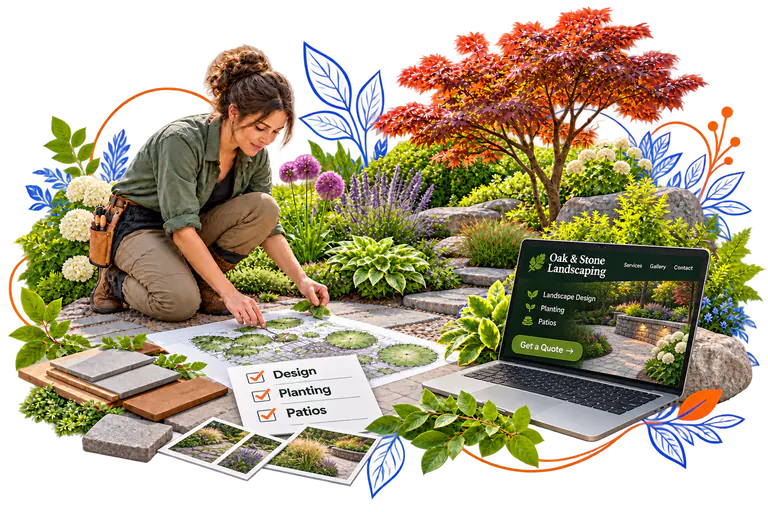 Design
Planting
Patios
Oak & Stone
Landscaping
Services Gallery Contact
Landscape Design
Planting
Patios
Get a Quote →